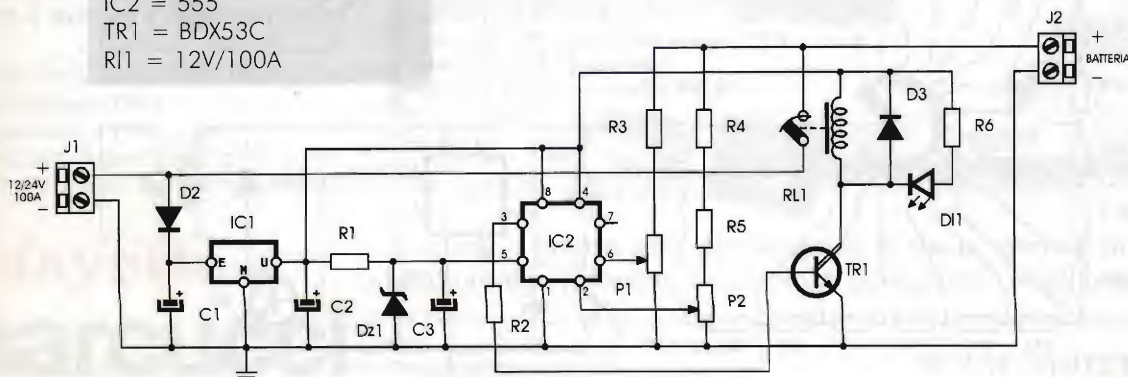 IC2 = 555
TR1 = BDX53C
Rl1 = 12V/100A
J2
+
BATTERIA
−
D3
R3
R4
R6
J1
+
12/24V
100A
−
D2
8
4
RL1
3
7
IC1
R1
IC2
R5
Dl1
E
M
U
5
6
P1
TR1
+
+
+
1
2
P2
C1
C2
Dz1
C3
R2